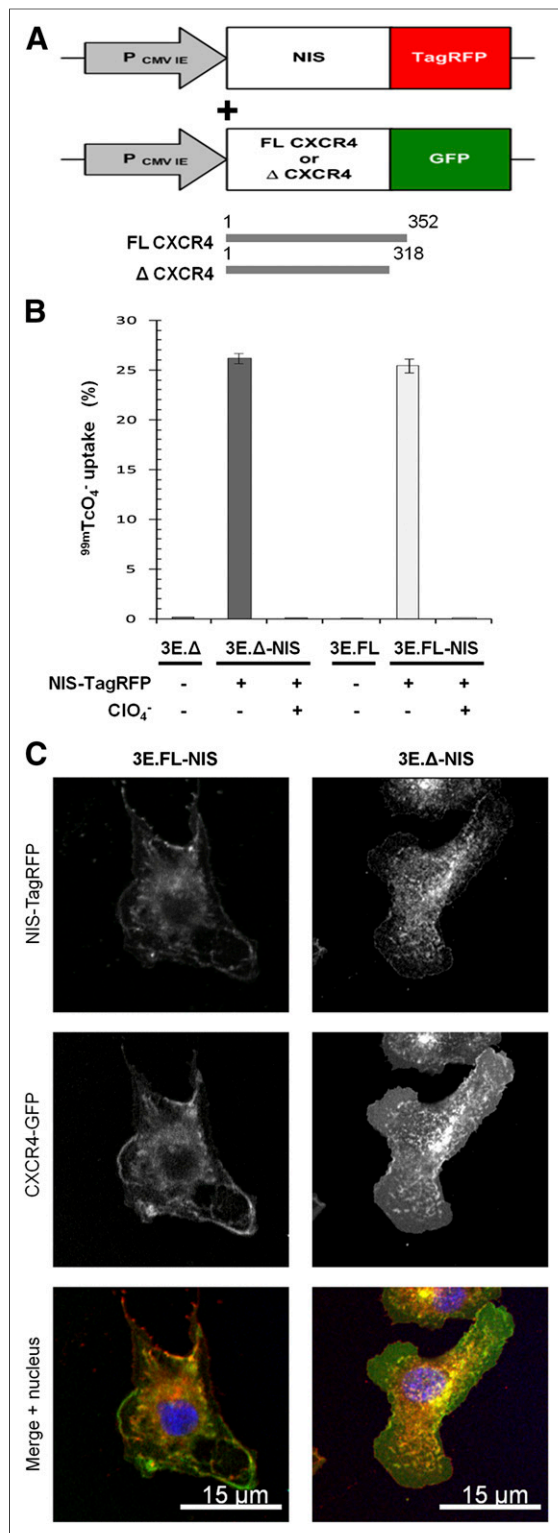 A
P CMV IE
NIS
TagRFP
+
P CMV IE
FL CXCR4
or
Δ CXCR4
GFP
1 352
FL CXCR4
1 318
Δ CXCR4
B
99mTcO4- uptake (%)
30
25
20
15
10
5
0
3E.Δ 3E.Δ-NIS 3E.FL 3E.FL-NIS
NIS-TagRFP - + + - + +
ClO4- - - + - - +
C
3E.FL-NIS 3E.Δ-NIS
NIS-TagRFP
CXCR4-GFP
Merge + nucleus
15 µm 15 µm